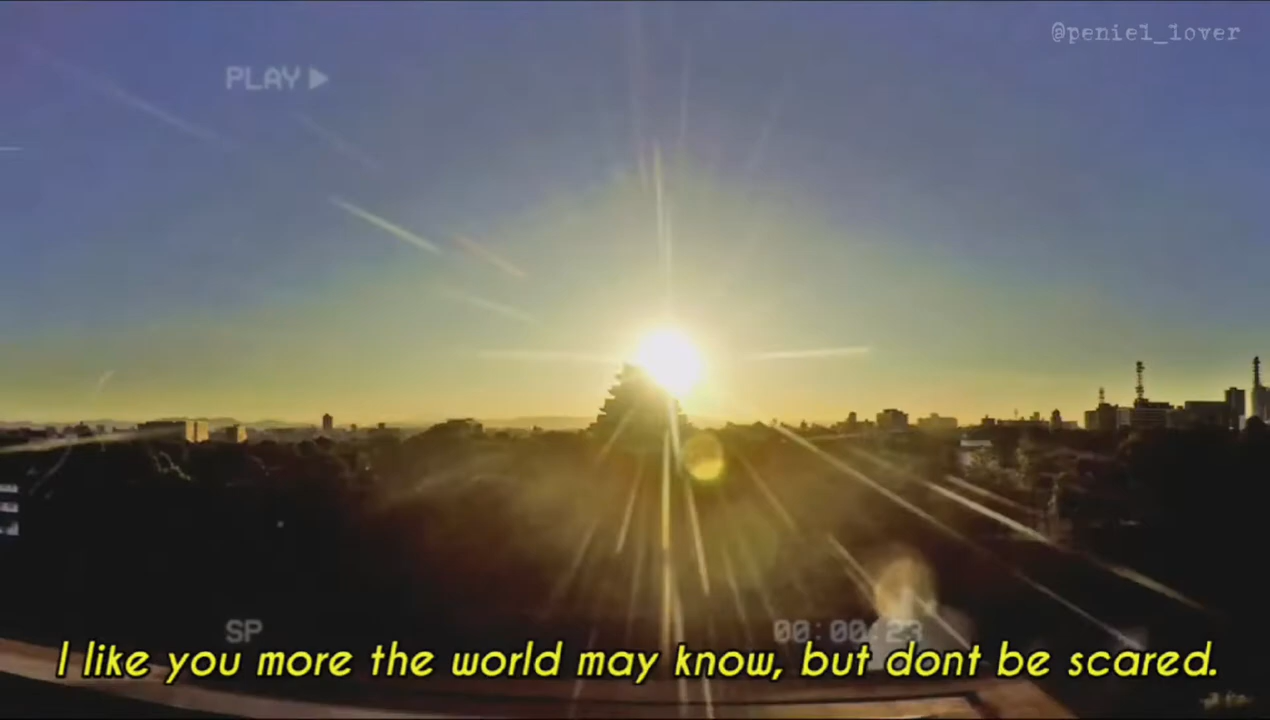 @peniel_lover
PLAY
SP
00:00:23
I like you more the world may know, but dont be scared.